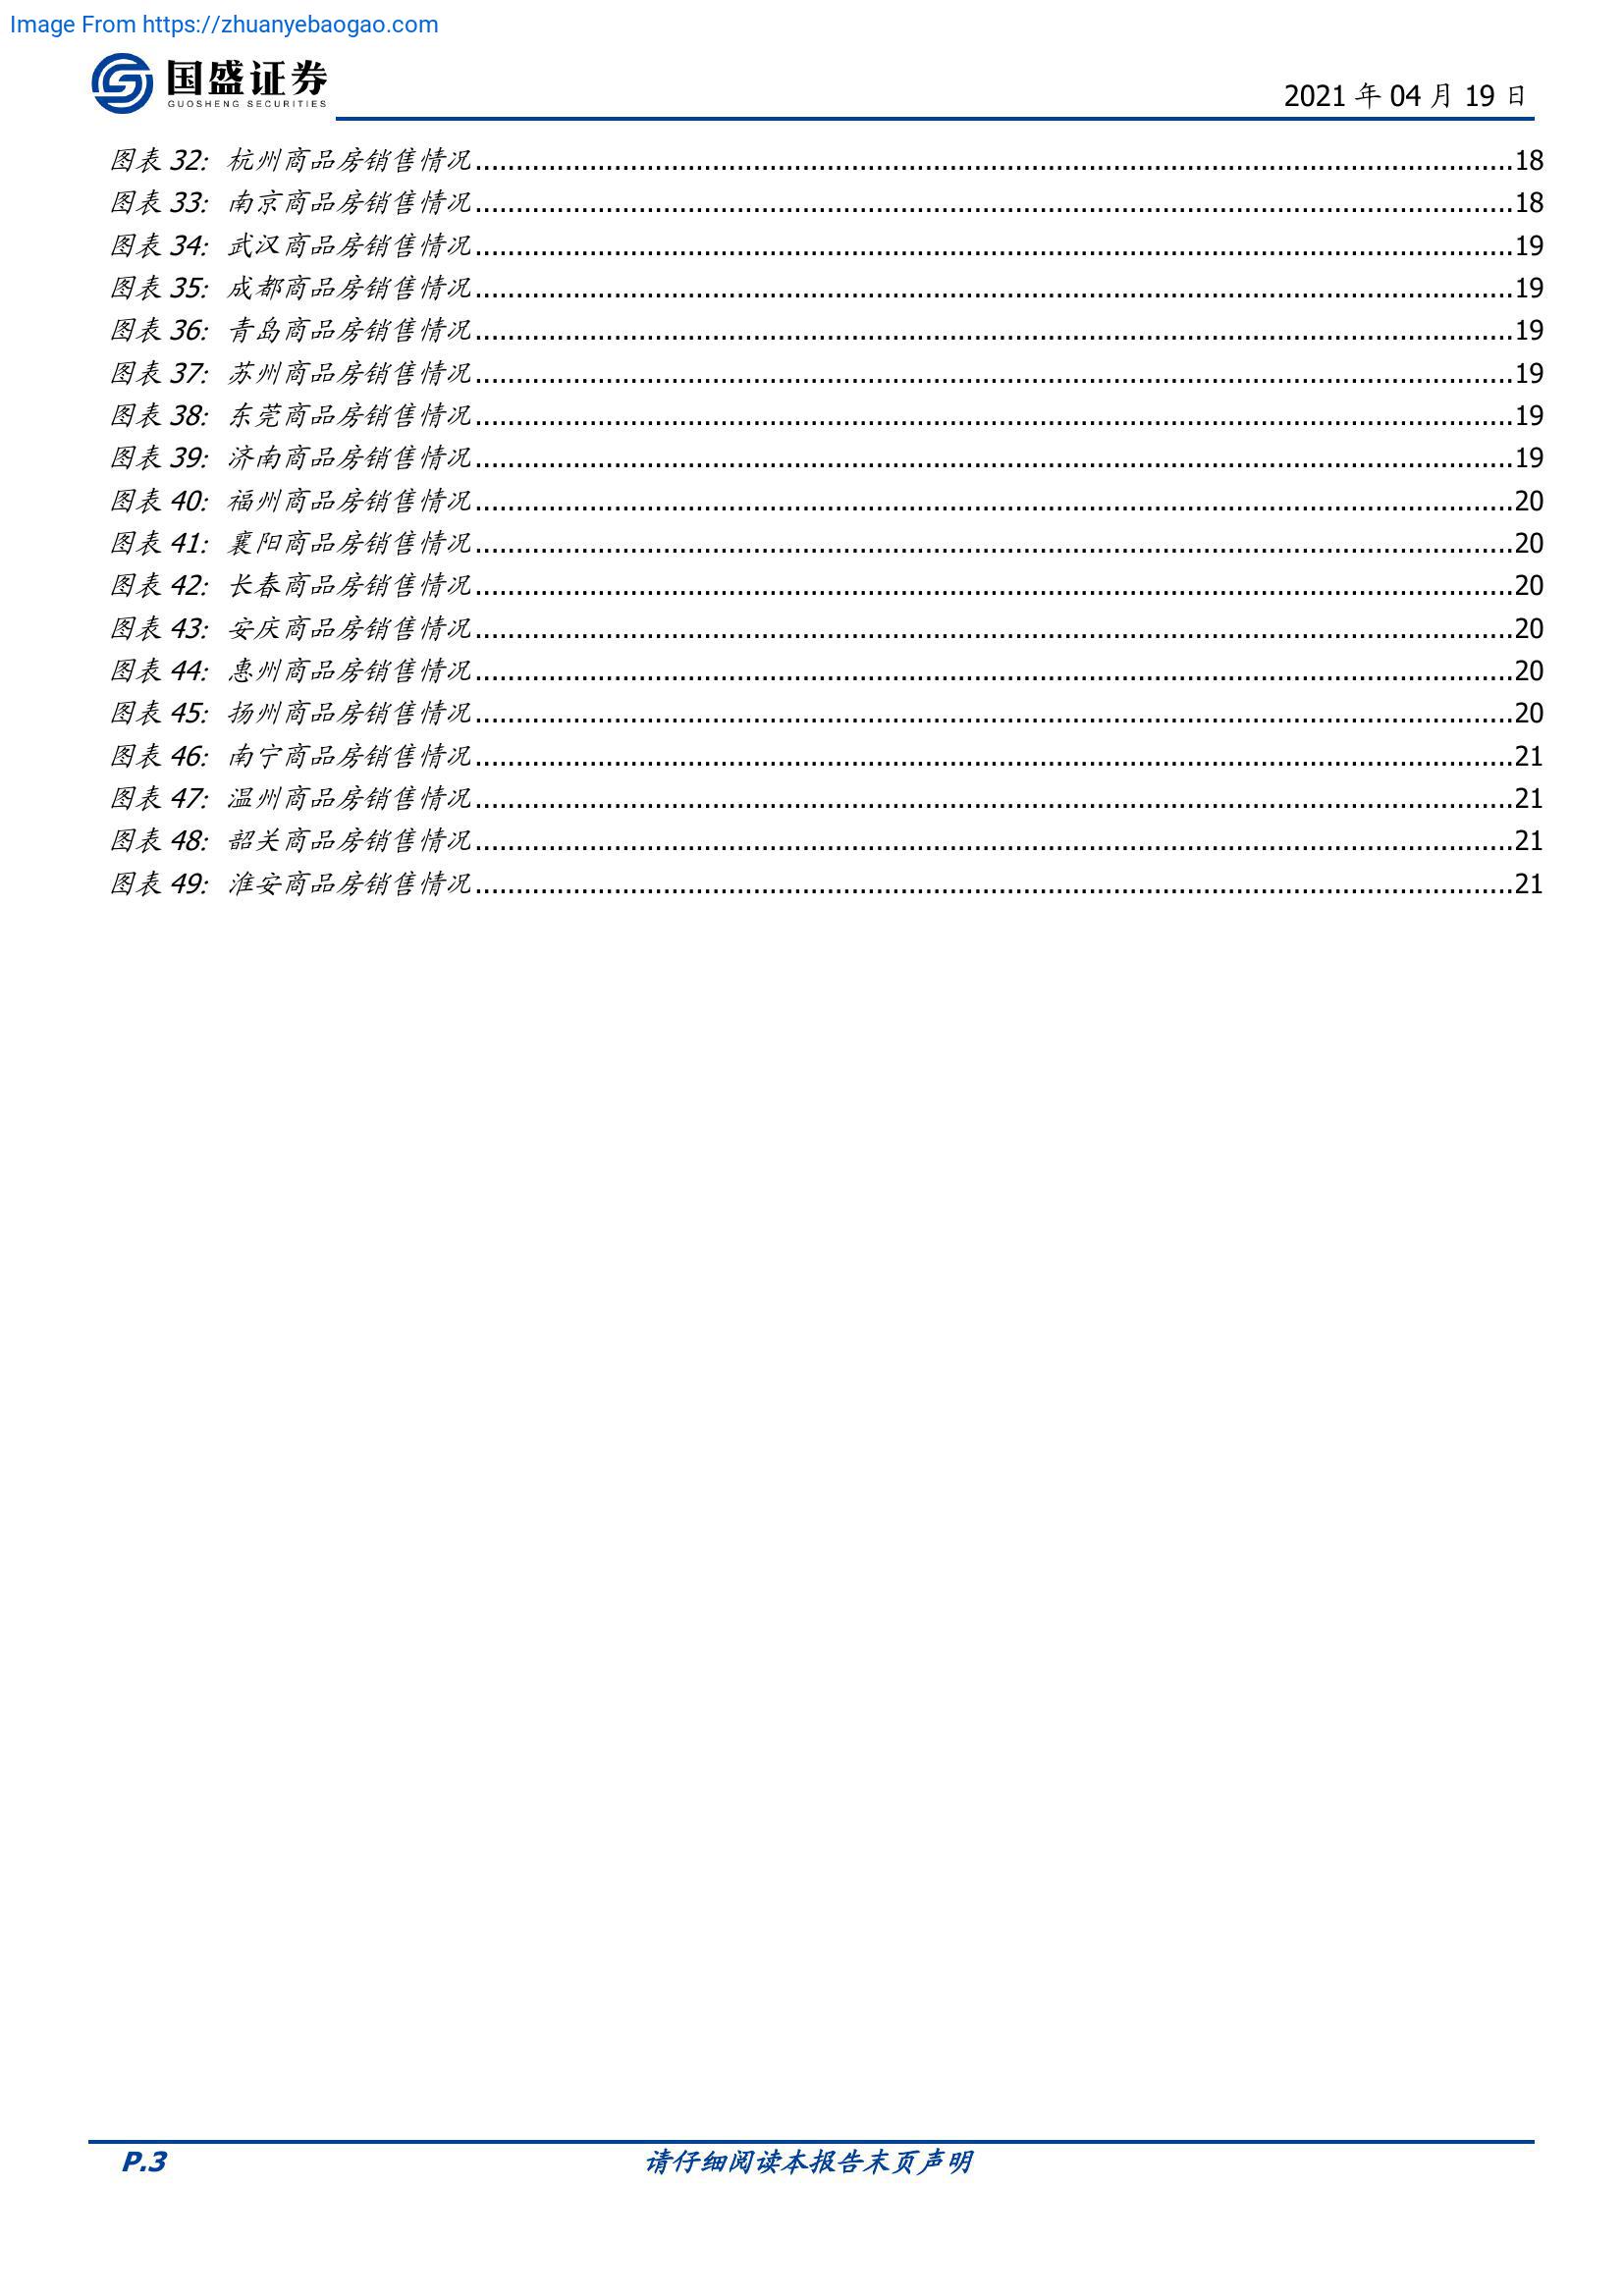 Image From https://zhuanyebaogao.com
国盛证券
GUOSHENG SECURITIES
2021 年 04 月 19 日
图表 32: 杭州商品房销售情况........................................................................................................................18
图表 33: 南京商品房销售情况........................................................................................................................18
图表 34: 武汉商品房销售情况........................................................................................................................19
图表 35: 成都商品房销售情况........................................................................................................................19
图表 36: 青岛商品房销售情况........................................................................................................................19
图表 37: 苏州商品房销售情况........................................................................................................................19
图表 38: 东莞商品房销售情况........................................................................................................................19
图表 39: 济南商品房销售情况........................................................................................................................19
图表 40: 福州商品房销售情况........................................................................................................................20
图表 41: 襄阳商品房销售情况........................................................................................................................20
图表 42: 长春商品房销售情况........................................................................................................................20
图表 43: 安庆商品房销售情况........................................................................................................................20
图表 44: 惠州商品房销售情况........................................................................................................................20
图表 45: 扬州商品房销售情况........................................................................................................................20
图表 46: 南宁商品房销售情况........................................................................................................................21
图表 47: 温州商品房销售情况........................................................................................................................21
图表 48: 韶关商品房销售情况........................................................................................................................21
图表 49: 淮安商品房销售情况........................................................................................................................21
P.3
请仔细阅读本报告末页声明